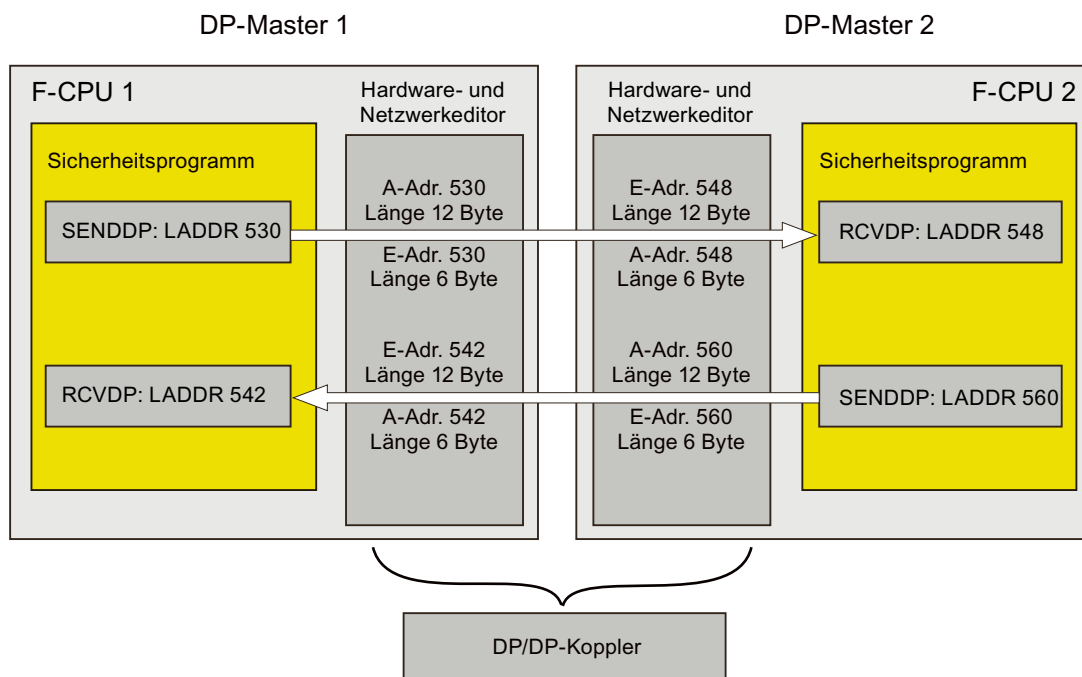 DP-Master 1
DP-Master 2
F-CPU 1
Hardware- und
Netzwerkeditor
Sicherheitsprogramm
SENDDP: LADDR 530
RCVDP: LADDR 542
A-Adr. 530
Länge 12 Byte
E-Adr. 530
Länge 6 Byte
E-Adr. 542
Länge 12 Byte
A-Adr. 542
Länge 6 Byte
Hardware- und
Netzwerkeditor
F-CPU 2
E-Adr. 548
Länge 12 Byte
A-Adr. 548
Länge 6 Byte
A-Adr. 560
Länge 12 Byte
E-Adr. 560
Länge 6 Byte
Sicherheitsprogramm
RCVDP: LADDR 548
SENDDP: LADDR 560
DP/DP-Koppler